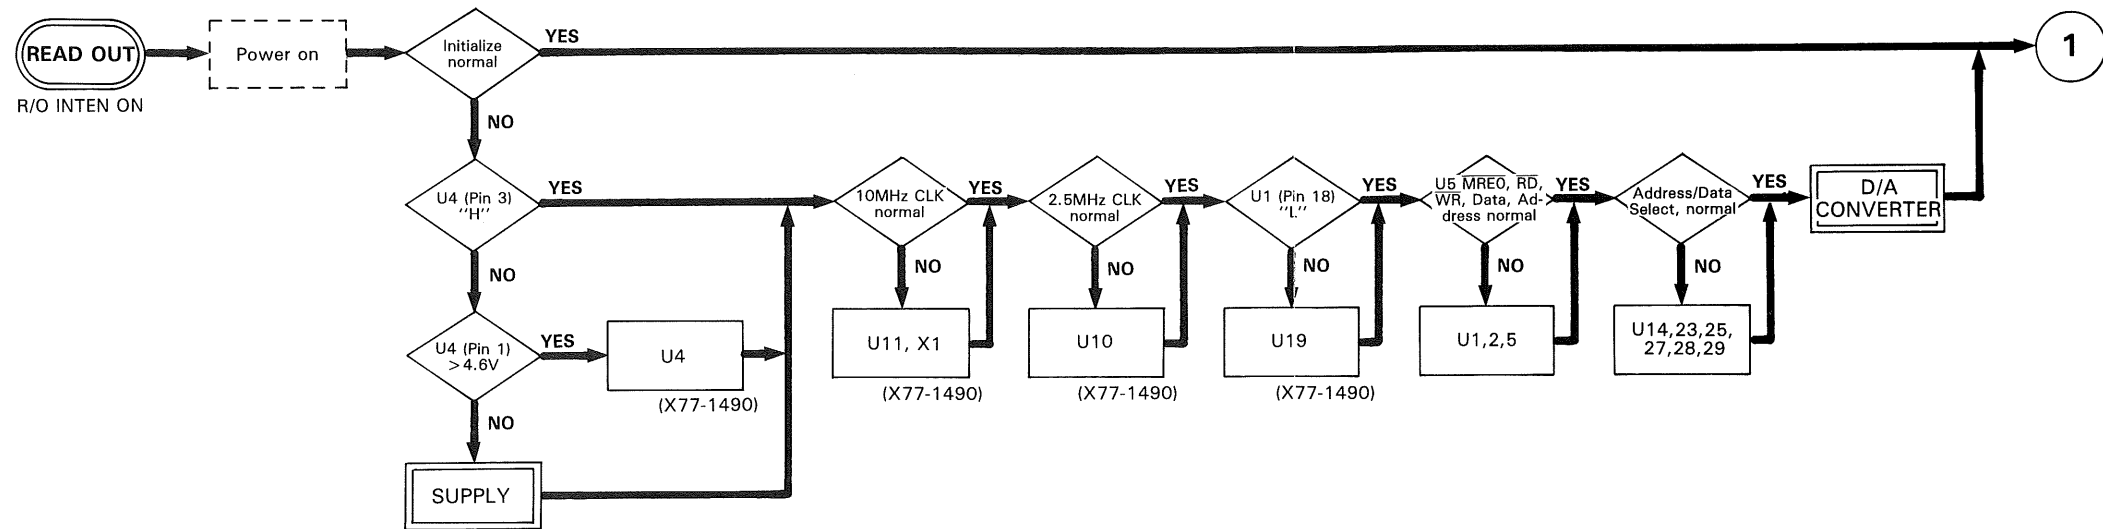 READ OUT
R/O INTEN ON
Power on
Initialize
normal
YES
1
NO
U4 (Pin 3)
"H"
YES
10MHz CLK
normal
YES
2.5MHz CLK
normal
YES
U1 (Pin 18)
"L"
YES
U5 MREQ, RD,
WR, Data, Ad-
dress normal
YES
Address/Data
Select, normal
YES
D/A
CONVERTER
NO
NO
NO
NO
NO
NO
U4 (Pin 1)
>4.6V
YES
U4
(X77-1490)
U11, X1
(X77-1490)
U10
(X77-1490)
U19
(X77-1490)
U1,2,5
U14,23,25,
27,28,29
NO
SUPPLY